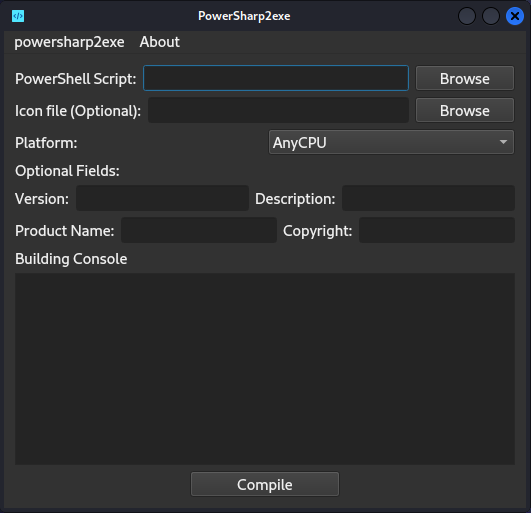 PowerSharp2exe
powersharp2exe About
PowerShell Script: Browse
Icon file (Optional): Browse
Platform: AnyCPU
Optional Fields:
Version: Description:
Product Name: Copyright:
Building Console
Compile